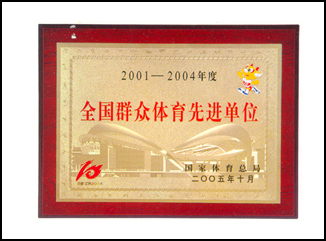 2001—2004年度
全国群众体育先进单位
国家体育总局
二〇〇五年十月